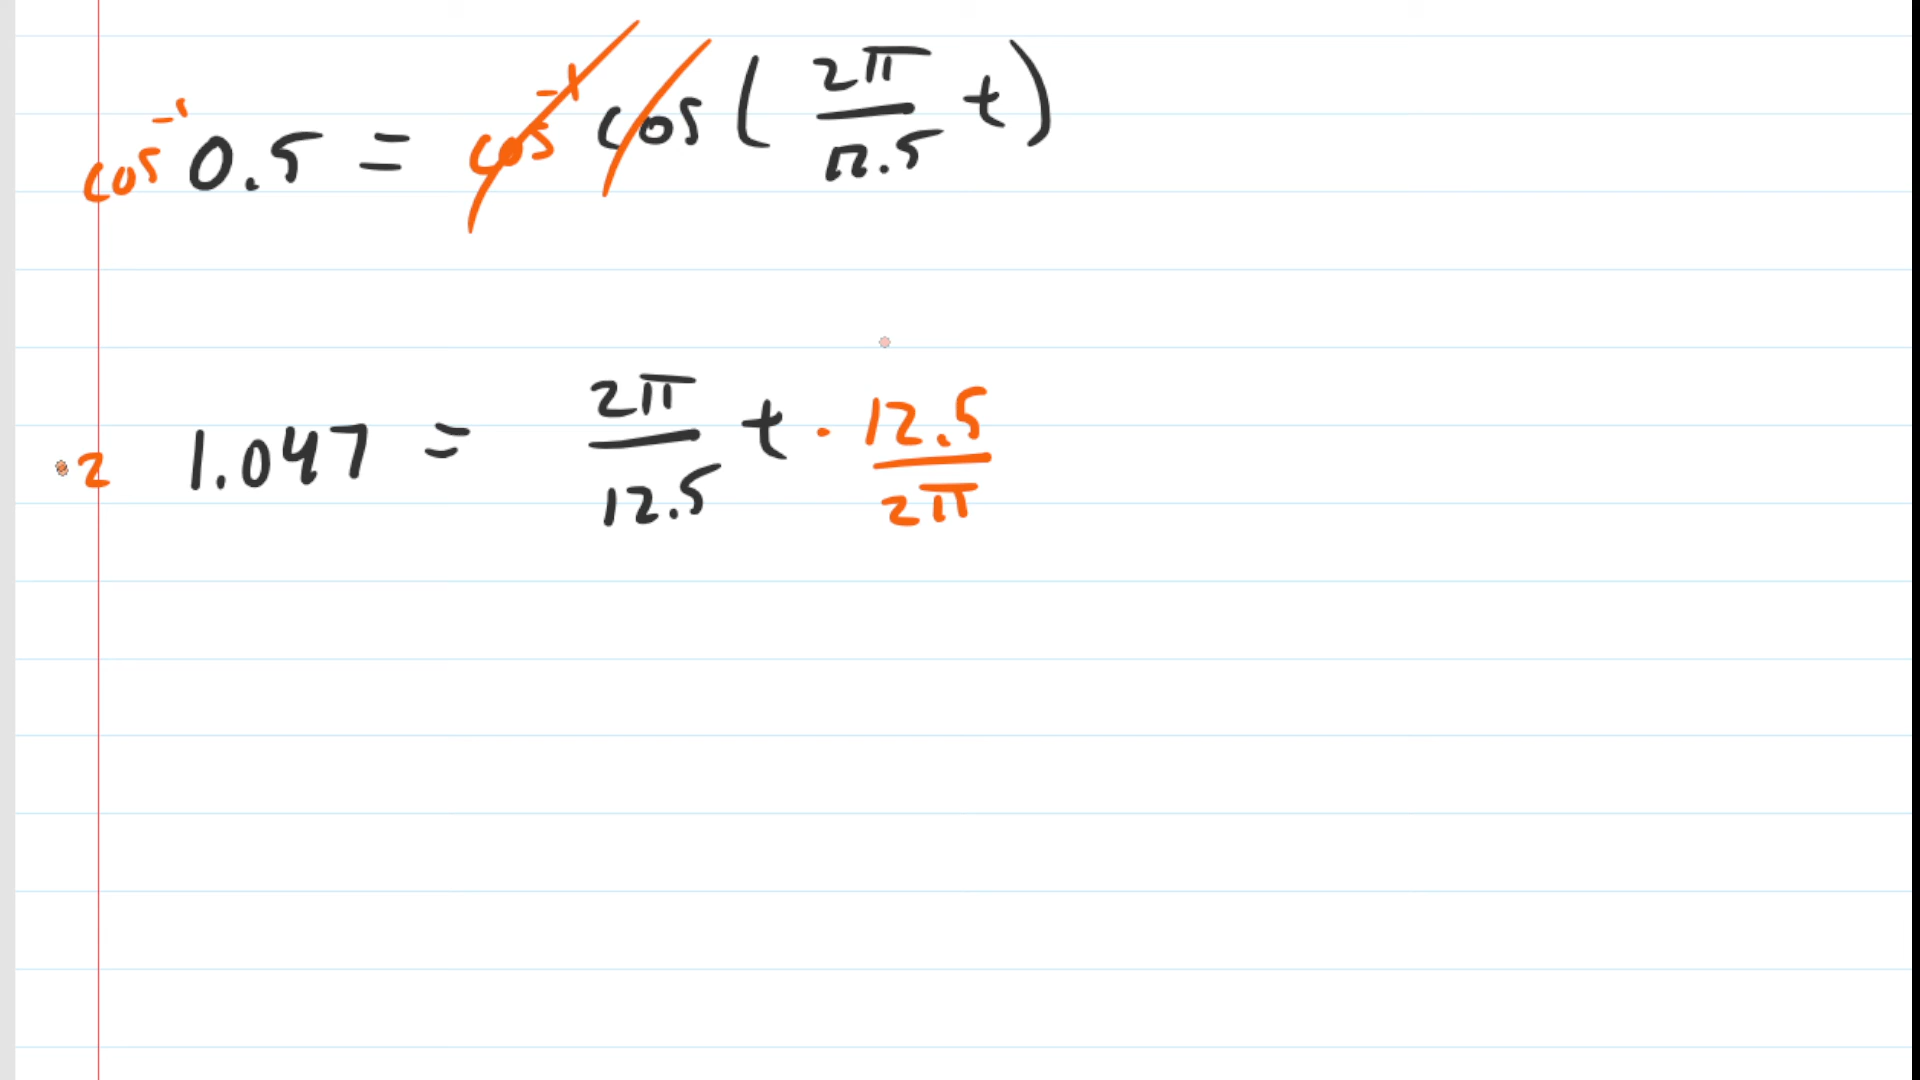 cos⁻¹ 0.5 = cos⁻¹ cos( 2π/12.5 t )
·2 1.047 = 2π/12.5 t · 12.5/2π